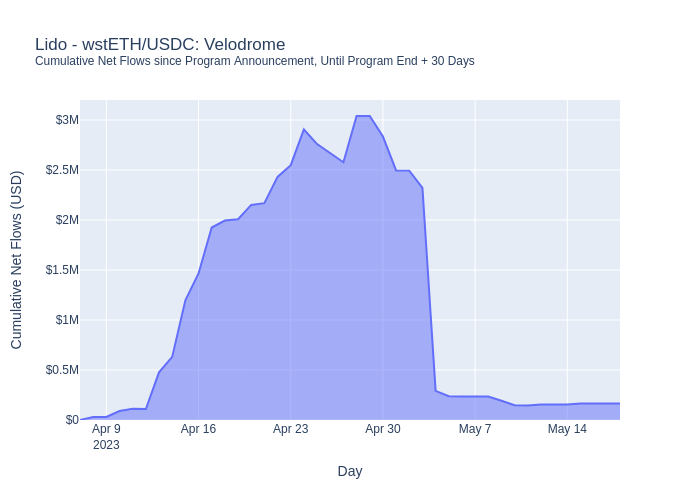 Lido - wstETH/USDC: Velodrome
Cumulative Net Flows since Program Announcement, Until Program End + 30 Days
Cumulative Net Flows (USD)
$3M
$2.5M
$2M
$1.5M
$1M
$0.5M
$0
Apr 9
2023
Apr 16
Apr 23
Apr 30
May 7
May 14
Day